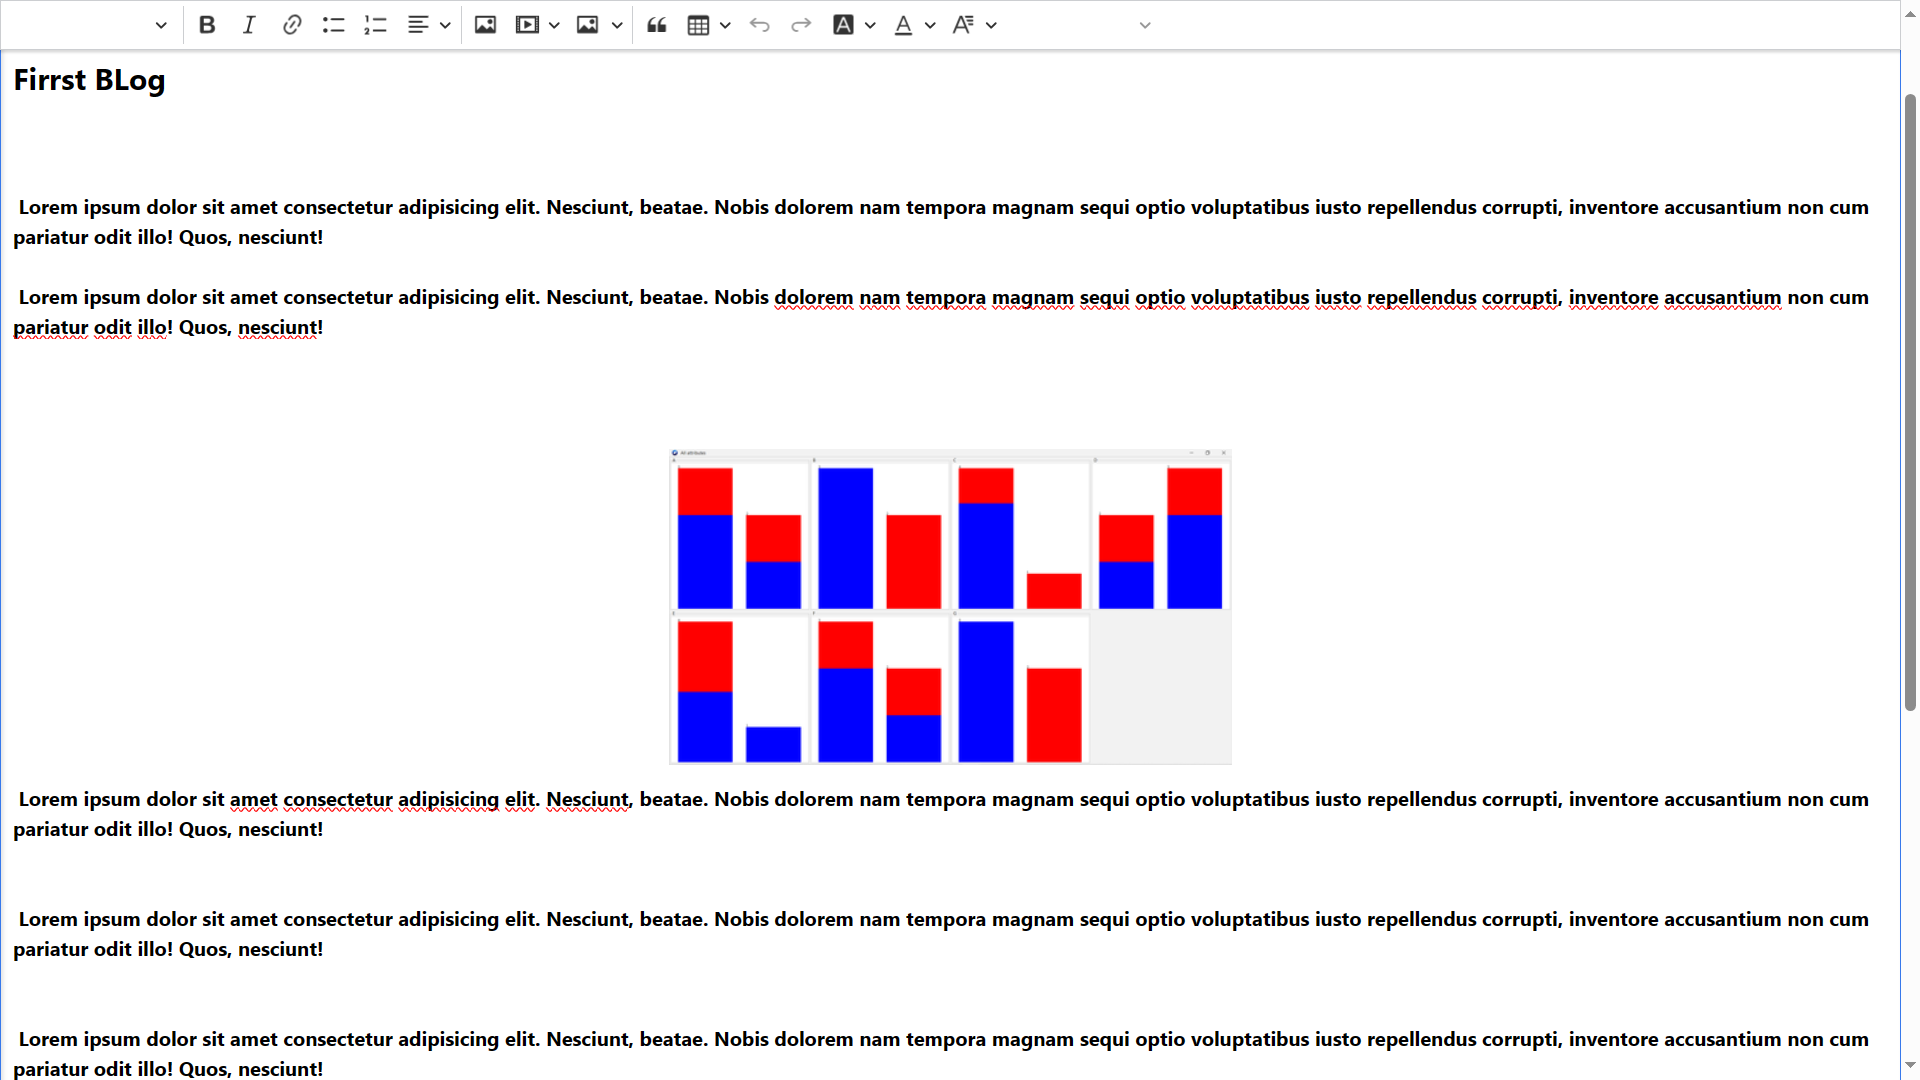 Firrst BLog
Lorem ipsum dolor sit amet consectetur adipisicing elit. Nesciunt, beatae. Nobis dolorem nam tempora magnam sequi optio voluptatibus iusto repellendus corrupti, inventore accusantium non cum
pariatur odit illo! Quos, nesciunt!
Lorem ipsum dolor sit amet consectetur adipisicing elit. Nesciunt, beatae. Nobis dolorem nam tempora magnam sequi optio voluptatibus iusto repellendus corrupti, inventore accusantium non cum
pariatur odit illo! Quos, nesciunt!
All attributes
Lorem ipsum dolor sit amet consectetur adipisicing elit. Nesciunt, beatae. Nobis dolorem nam tempora magnam sequi optio voluptatibus iusto repellendus corrupti, inventore accusantium non cum
pariatur odit illo! Quos, nesciunt!
Lorem ipsum dolor sit amet consectetur adipisicing elit. Nesciunt, beatae. Nobis dolorem nam tempora magnam sequi optio voluptatibus iusto repellendus corrupti, inventore accusantium non cum
pariatur odit illo! Quos, nesciunt!
Lorem ipsum dolor sit amet consectetur adipisicing elit. Nesciunt, beatae. Nobis dolorem nam tempora magnam sequi optio voluptatibus iusto repellendus corrupti, inventore accusantium non cum
pariatur odit illo! Quos, nesciunt!